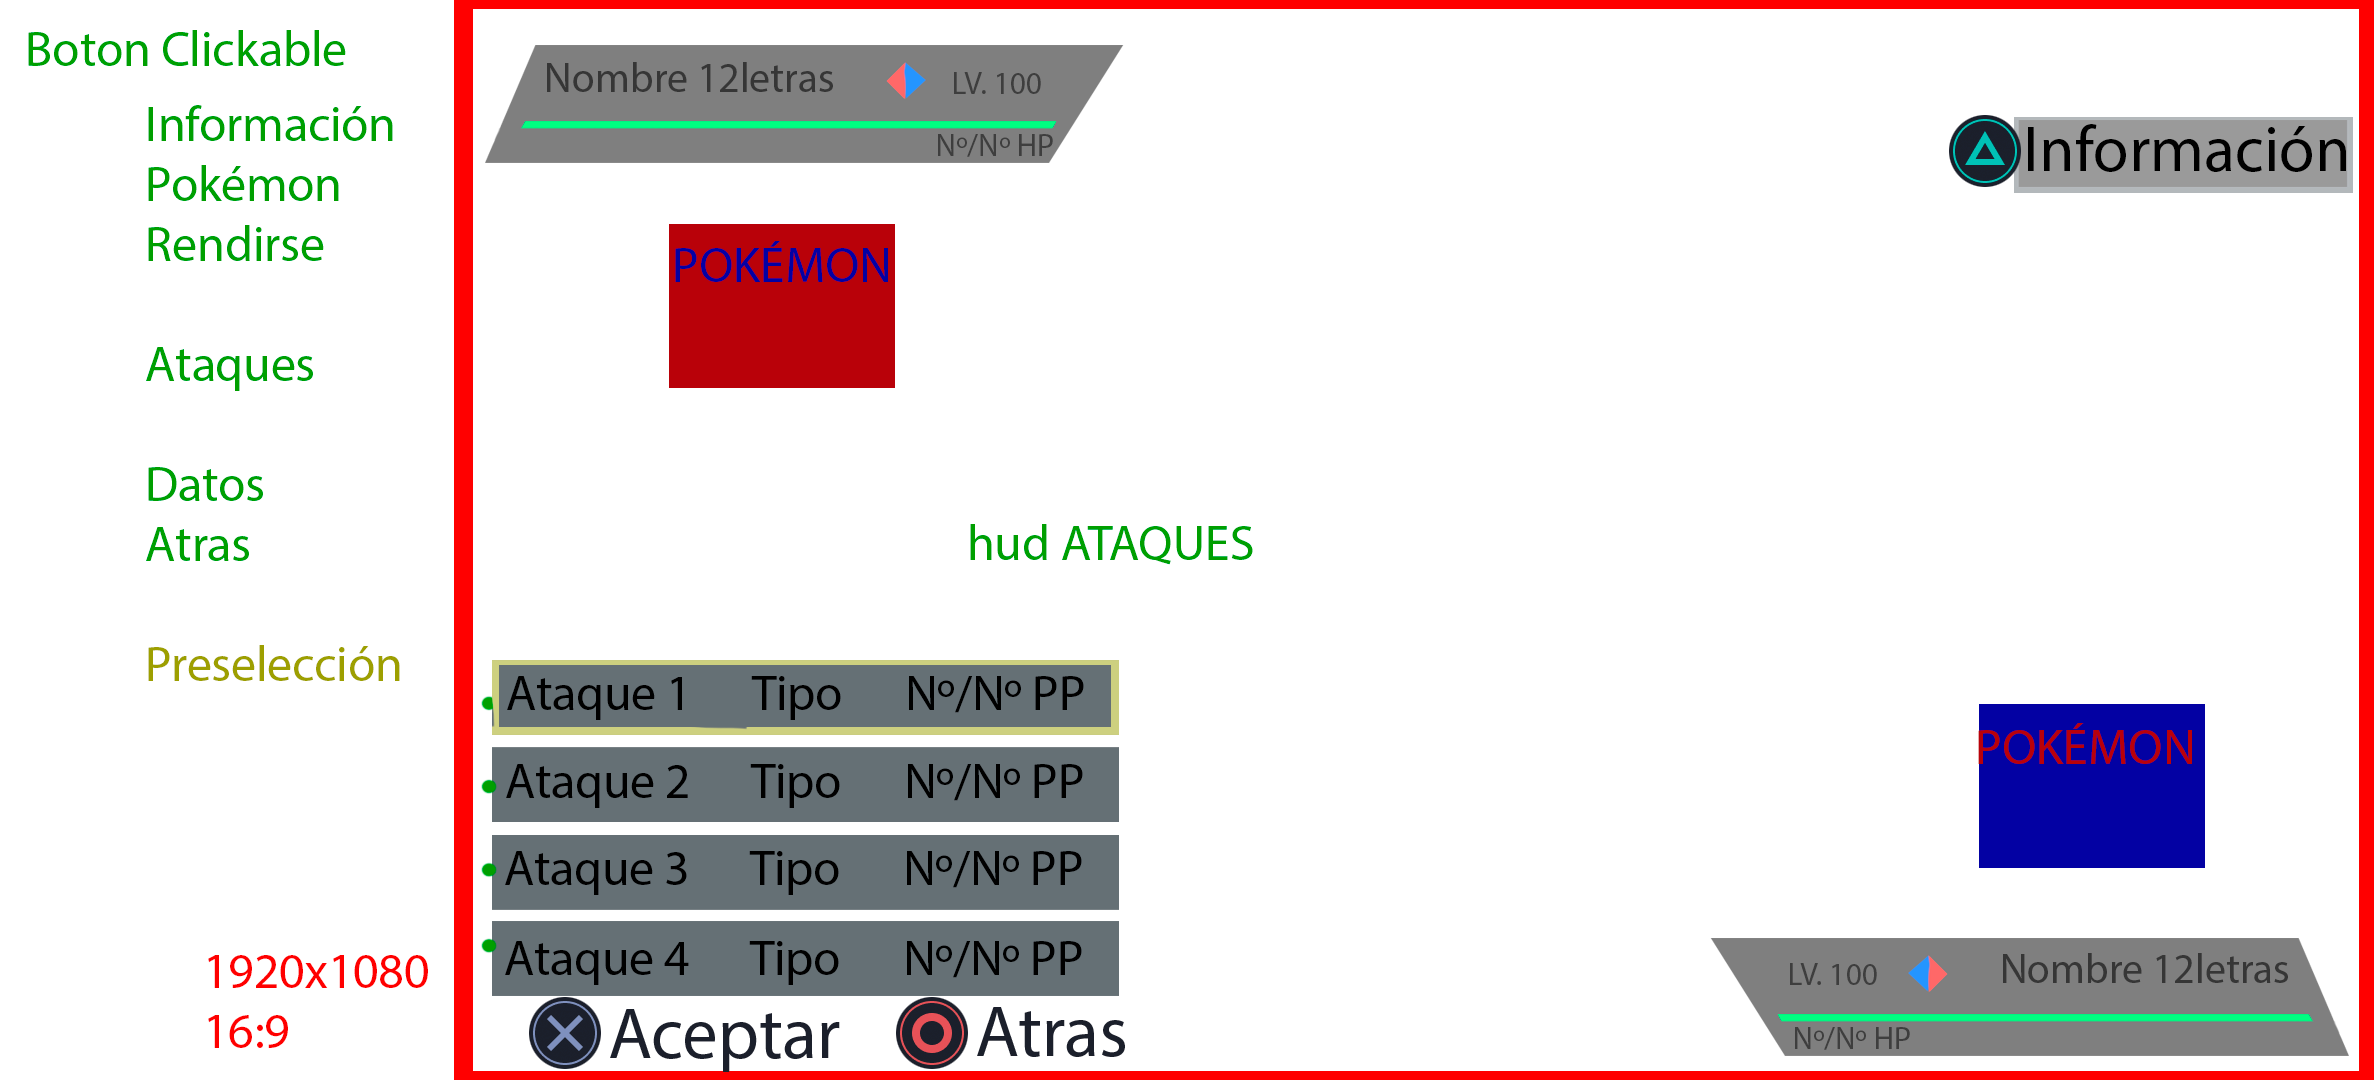 Boton Clickable
Información
Pokémon
Rendirse
Ataques
Datos
Atras
Preselección
1920x1080
16:9
Nombre 12letras LV. 100
Nº/Nº HP
Información
POKÉMON
hud ATAQUES
Ataque 1 Tipo Nº/Nº PP
Ataque 2 Tipo Nº/Nº PP
Ataque 3 Tipo Nº/Nº PP
Ataque 4 Tipo Nº/Nº PP
Aceptar Atras
POKÉMON
LV. 100 Nombre 12letras
Nº/Nº HP